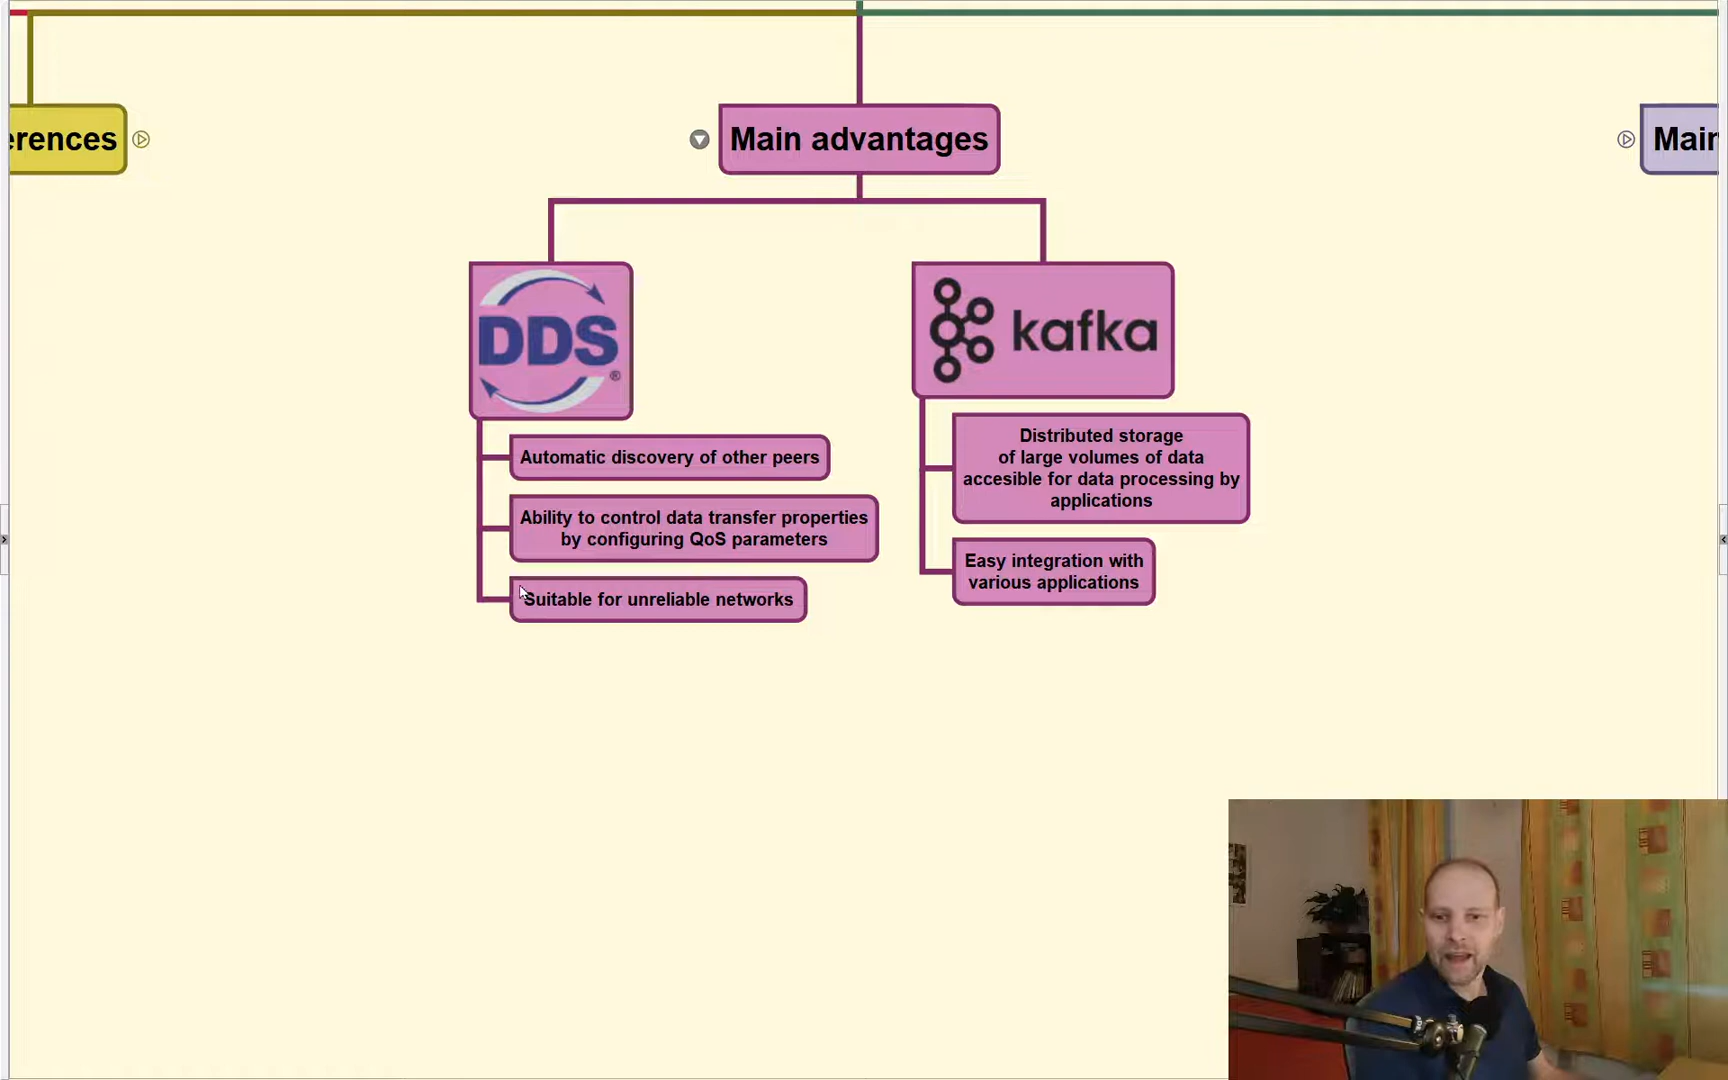 erences
Main advantages
Main
DDS
®
kafka
Automatic discovery of other peers
Ability to control data transfer properties
by configuring QoS parameters
Suitable for unreliable networks
Distributed storage
of large volumes of data
accesible for data processing by
applications
Easy integration with
various applications